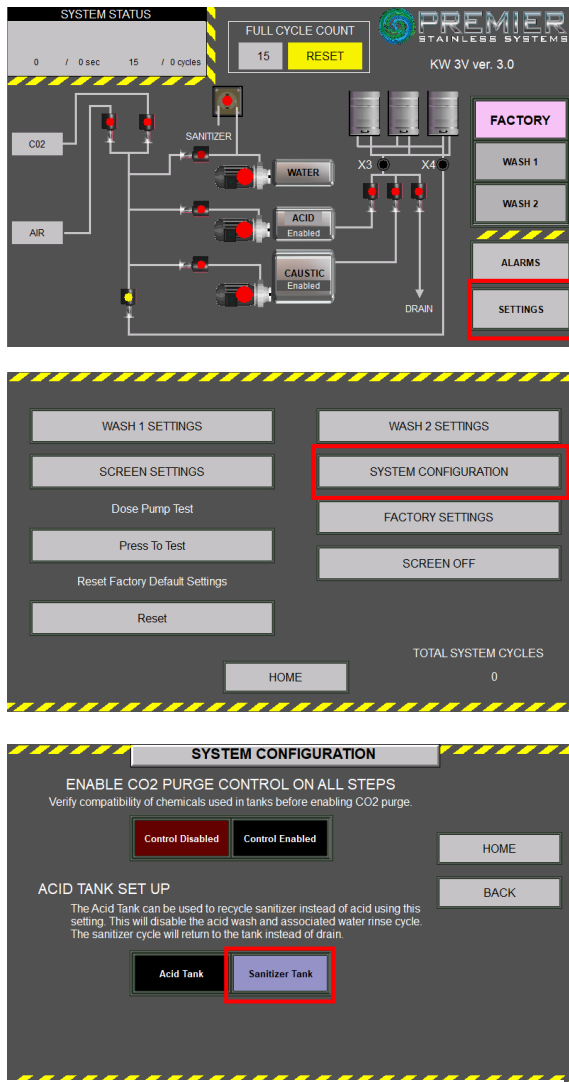 SYSTEM STATUS
0 / 0 sec 15 / 0 cycles
FULL CYCLE COUNT
15 RESET
PREMIER
STAINLESS SYSTEMS
KW 3V ver. 3.0
C02
AIR
SANITIZER
WATER
ACID
Enabled
CAUSTIC
Enabled
X3
X4
DRAIN
FACTORY
WASH 1
WASH 2
ALARMS
SETTINGS
WASH 1 SETTINGS
WASH 2 SETTINGS
SCREEN SETTINGS
SYSTEM CONFIGURATION
Dose Pump Test
FACTORY SETTINGS
Press To Test
SCREEN OFF
Reset Factory Default Settings
Reset
TOTAL SYSTEM CYCLES
HOME
0
SYSTEM CONFIGURATION
ENABLE CO2 PURGE CONTROL ON ALL STEPS
Verify compatibility of chemicals used in tanks before enabling CO2 purge.
Control Disabled
Control Enabled
HOME
BACK
ACID TANK SET UP
The Acid Tank can be used to recycle sanitizer instead of acid using this
setting. This will disable the acid wash and associated water rinse cycle.
The sanitizer cycle will return to the tank instead of drain.
Acid Tank
Sanitizer Tank